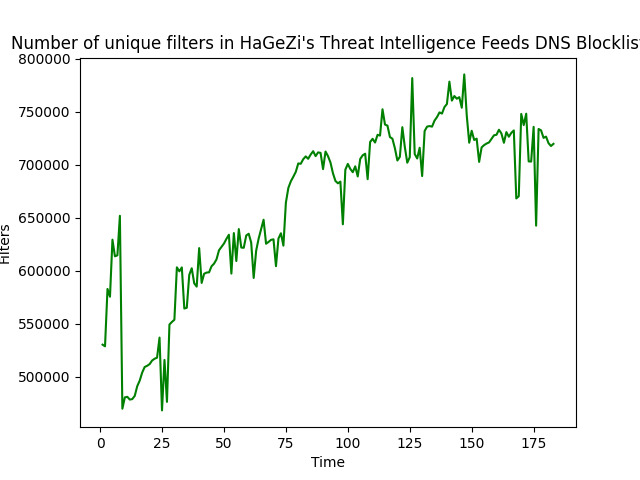 Number of unique filters in HaGeZi's Threat Intelligence Feeds DNS Blocklis
800000
750000
700000
650000
600000
550000
500000
Filters
0 25 50 75 100 125 150 175
Time